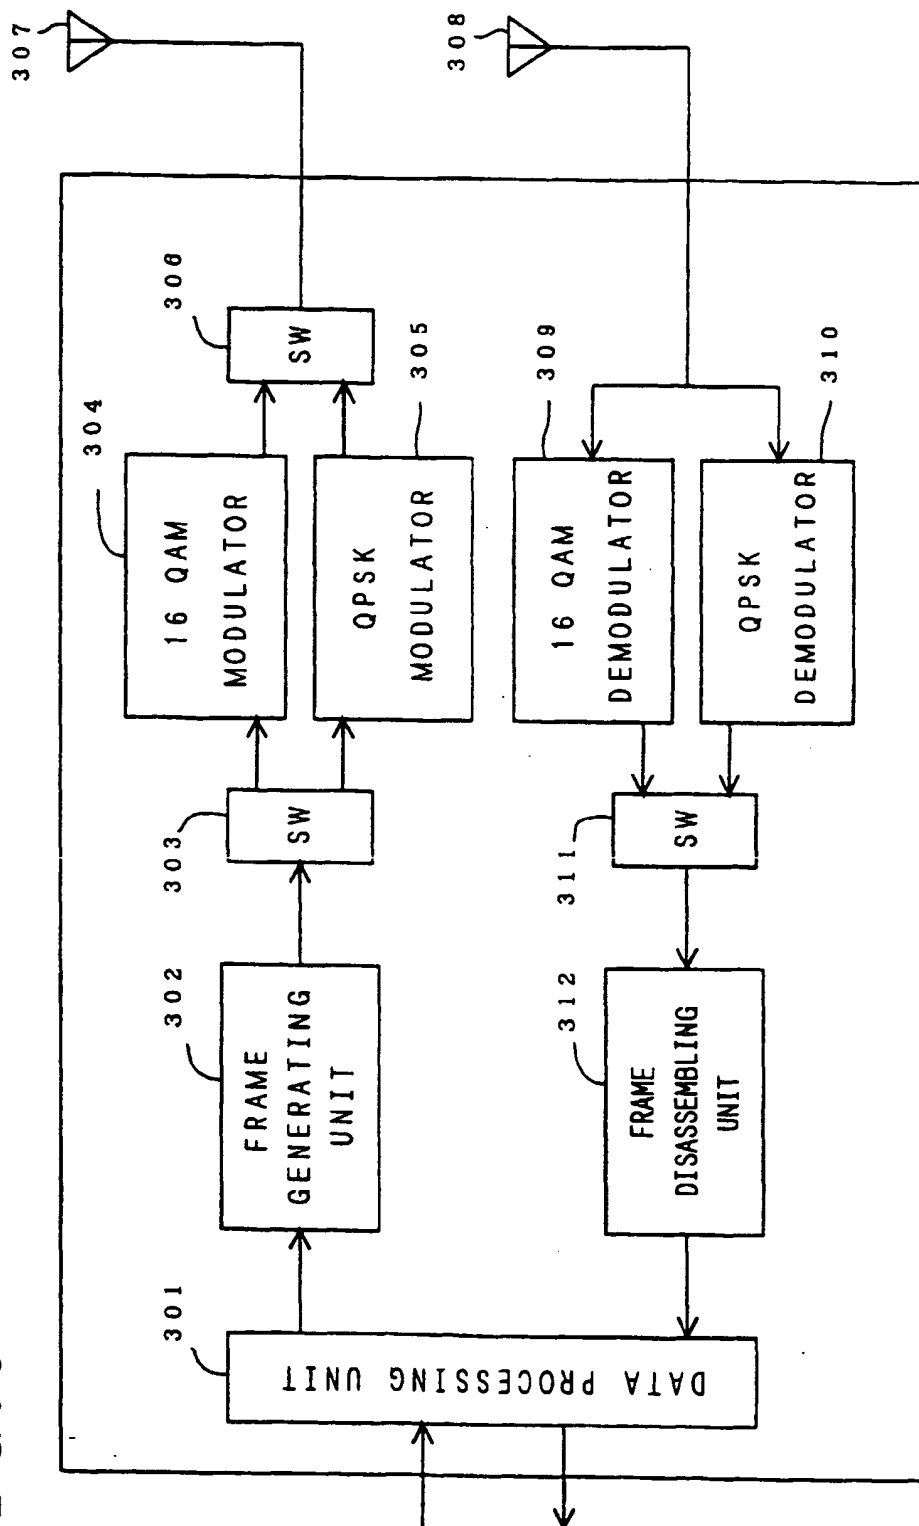 307
308
306
SW
304
305
309
310
16 QAM
MODULATOR
QPSK
MODULATOR
16 QAM
DEMODULATOR
QPSK
DEMODULATOR
303
SW
311
SW
302
FRAME
GENERATING
UNIT
312
FRAME
DISASSEMBLING
UNIT
301
DATA PROCESSING UNIT